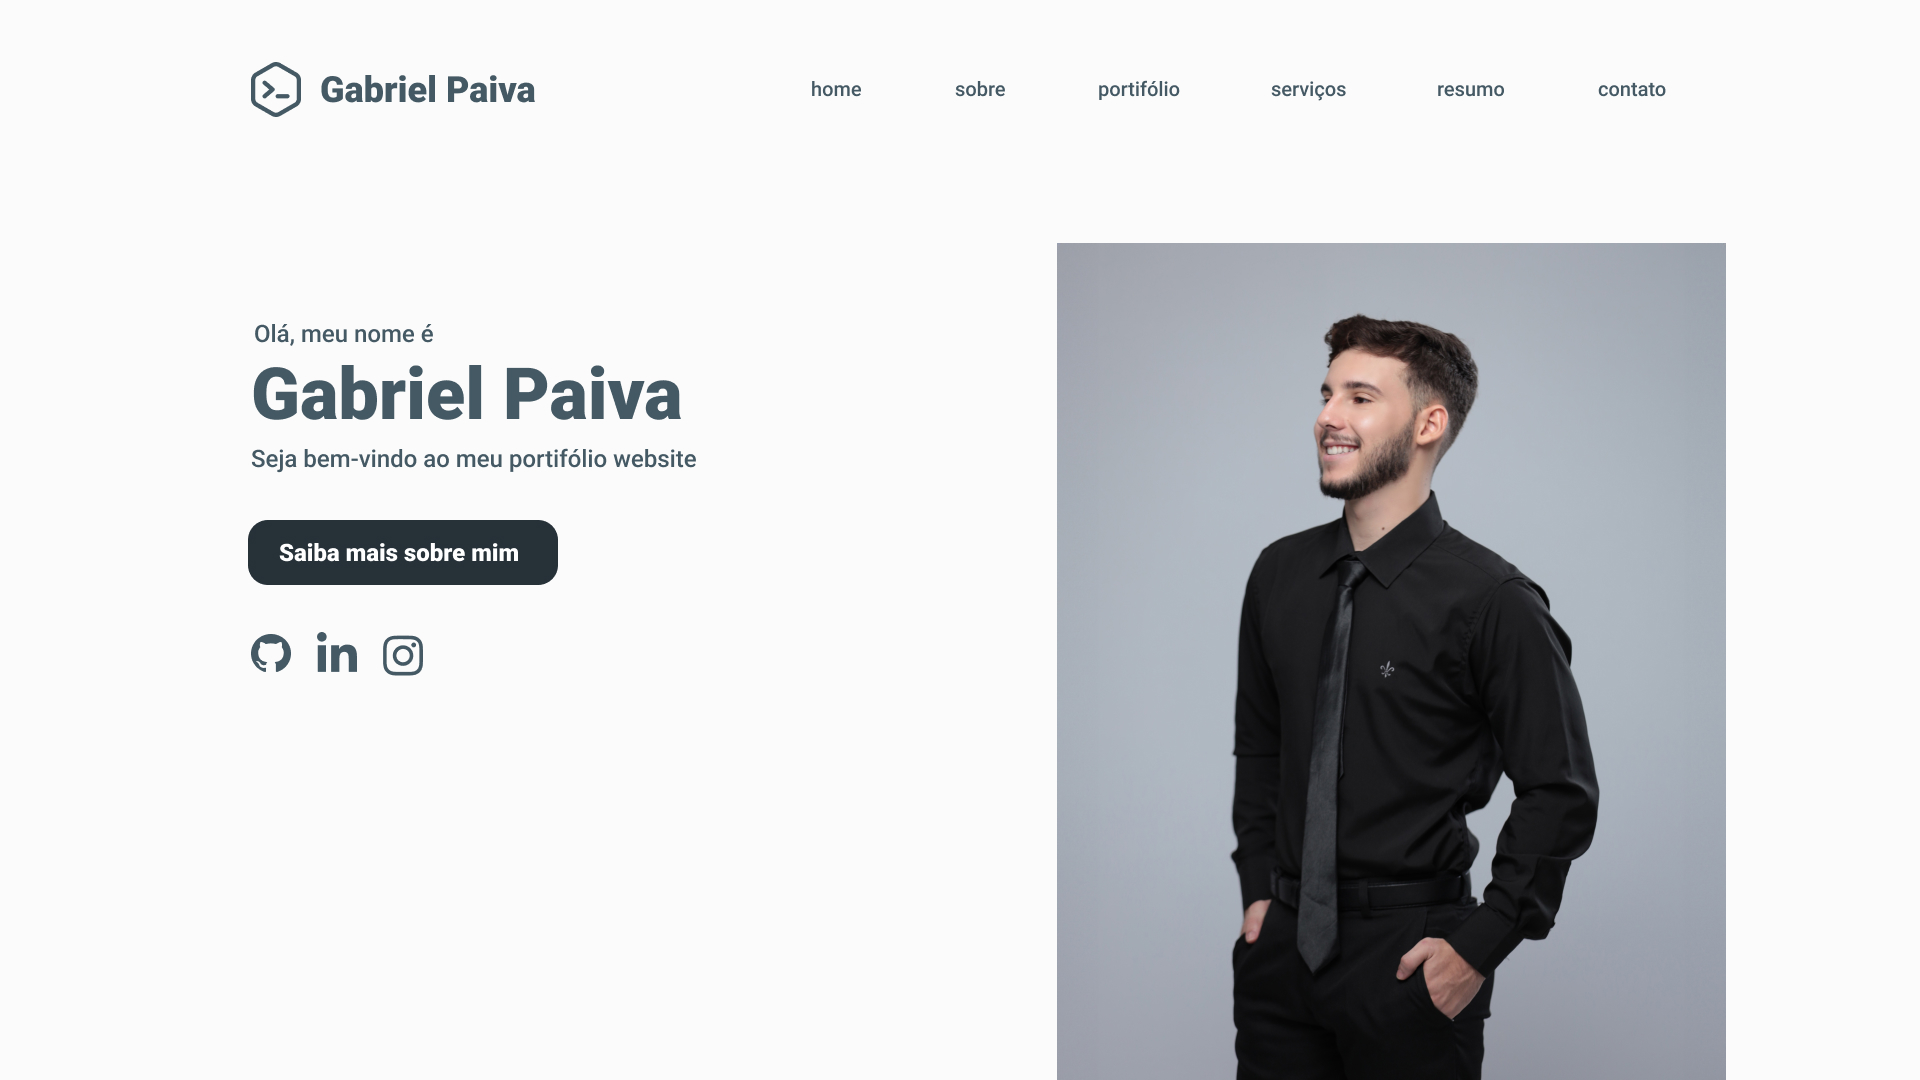 Gabriel Paiva
home sobre portifólio serviços resumo contato
Olá, meu nome é
Gabriel Paiva
Seja bem-vindo ao meu portifólio website
Saiba mais sobre mim
in